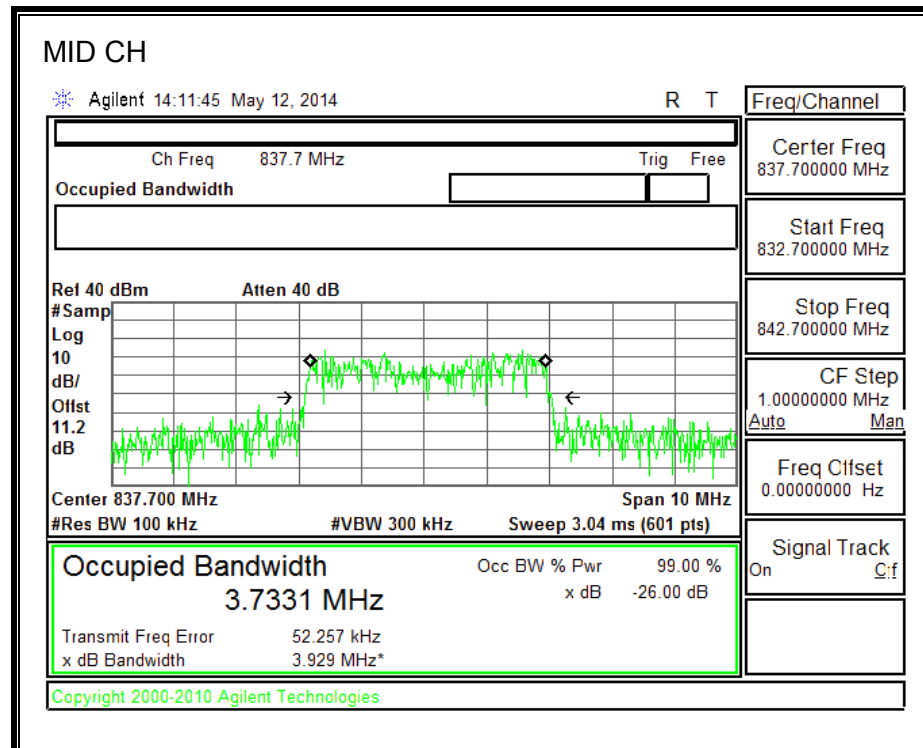 MID CH
Agilent 14:11:45 May 12, 2014 R T
Freq/Channel
Ch Freq 837.7 MHz Trig Free
Occupied Bandwidth
Center Freq
837.700000 MHz
Start Freq
832.700000 MHz
Stop Freq
842.700000 MHz
CF Step
1.00000000 MHz
Auto Man
Freq Offset
0.00000000 Hz
Signal Track
On Off
Ref 40 dBm Atten 40 dB
#Samp
Log
10
dB/
Offst
11.2
dB
Center 837.700 MHz Span 10 MHz
#Res BW 100 kHz #VBW 300 kHz Sweep 3.04 ms (601 pts)
Occupied Bandwidth Occ BW % Pwr 99.00 %
3.7331 MHz x dB -26.00 dB
Transmit Freq Error 52.257 kHz
x dB Bandwidth 3.929 MHz*
Copyright 2000-2010 Agilent Technologies